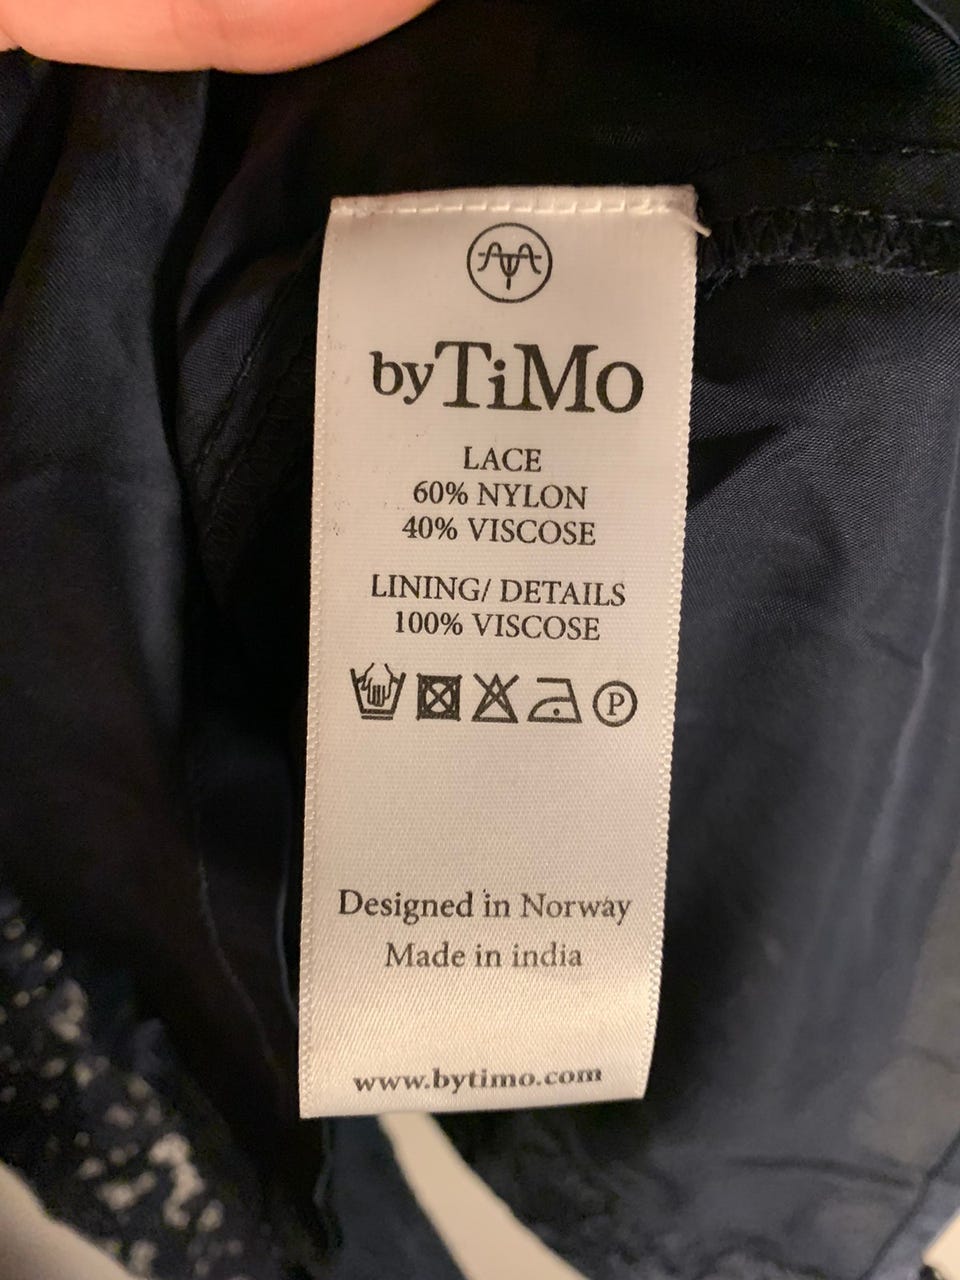 byTiMo
LACE
60% NYLON
40% VISCOSE
LINING/ DETAILS
100% VISCOSE
P
Designed in Norway
Made in india
www.bytimo.com